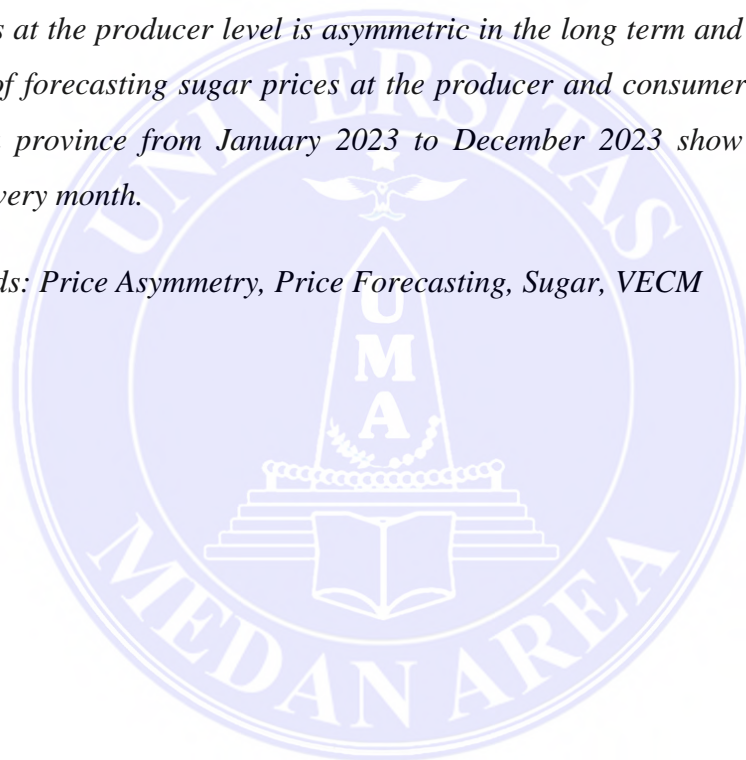 s at the producer level is asymmetric in the long term and
of forecasting sugar prices at the producer and consumer
province from January 2023 to December 2023 show
very month.
ds: Price Asymmetry, Price Forecasting, Sugar, VECM
UNIVERSITAS
UMA
MEDAN AREA